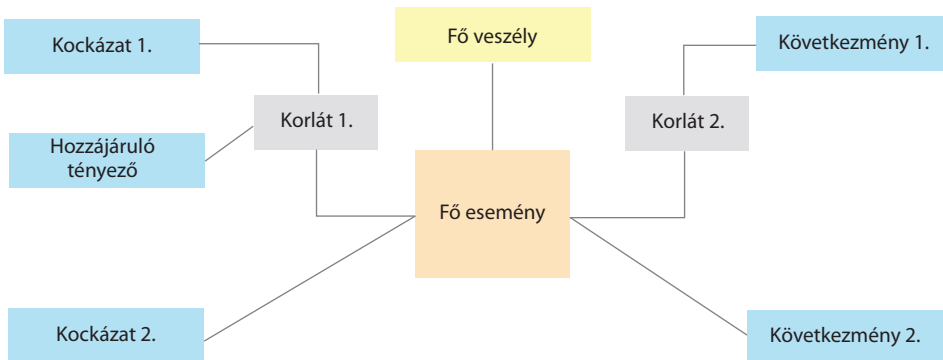 Kockázat 1.
Fő veszély
Következmény 1.
Korlát 1.
Korlát 2.
Hozzájáruló
tényező
Fő esemény
Kockázat 2.
Következmény 2.